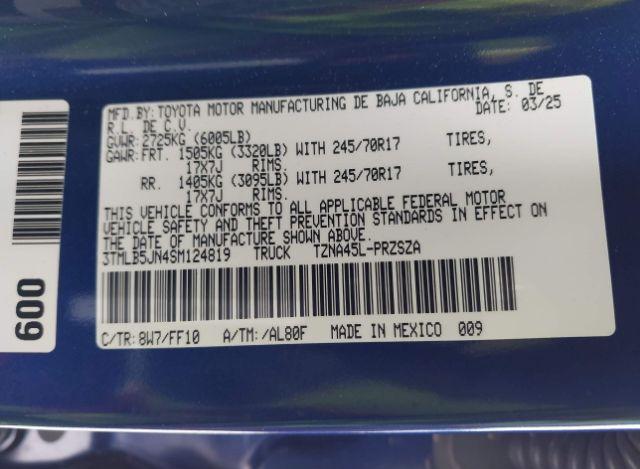 MFD.BY:TOYOTA MOTOR MANUFACTURING DE BAJA CALIFORNIA, S. DE
R.L. DE C.V. DATE: 03/25
GVWR: 2725KG (6005LB)
GAWR:FRT. 1505KG (3320LB) WITH 245/70R17 TIRES,
17X7J RIMS.
RR. 1405KG (3095LB) WITH 245/70R17 TIRES,
17X7J RIMS.
THIS VEHICLE CONFORMS TO ALL APPLICABLE FEDERAL MOTOR
VEHICLE SAFETY AND THEFT PREVENTION STANDARDS IN EFFECT ON
THE DATE OF MANUFACTURE SHOWN ABOVE.
3TMLB5JN4SM124819 TRUCK TZNA45L-PRZSZA
C/TR:8W7/FF10 A/TM:/AL80F MADE IN MEXICO 009
600